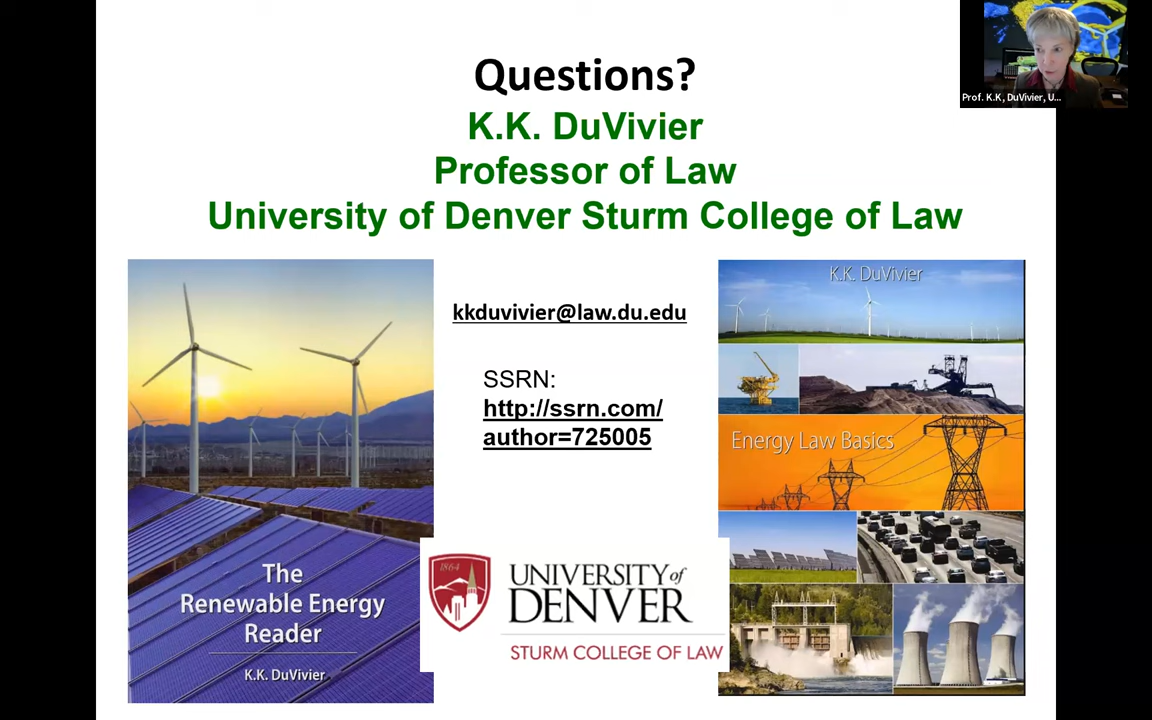 Questions?
K.K. DuVivier
Professor of Law
University of Denver Sturm College of Law
Prof. K.K, DuVivier, U...
kkduvivier@law.du.edu
SSRN:
http://ssrn.com/
author=725005
The
Renewable Energy
Reader
K.K. DuVivier
1864
UNIVERSITY of
DENVER
STURM COLLEGE OF LAW
K.K. DuVivier
Energy Law Basics